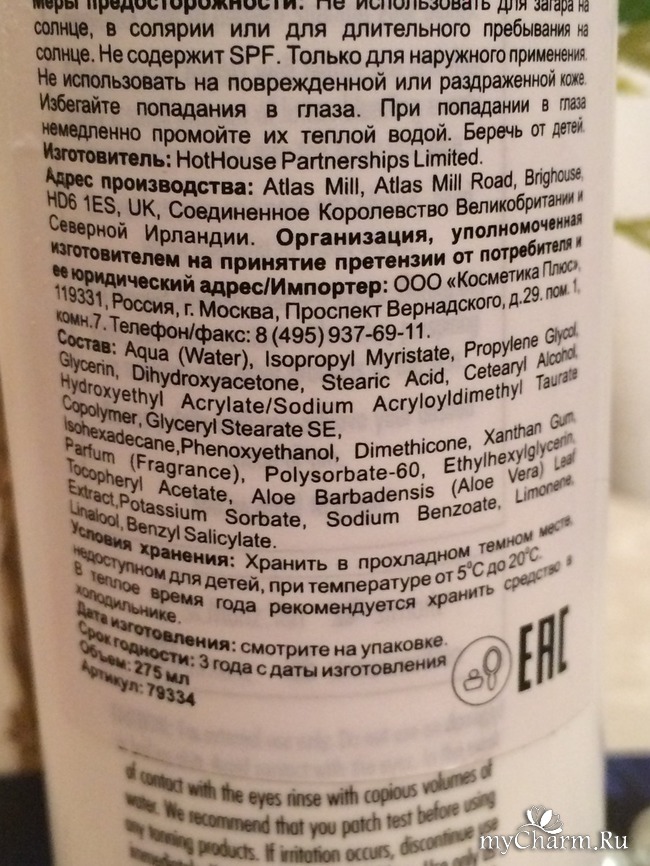 Меры предосторожности: Не использовать для загара на
солнце, в солярии или для длительного пребывания на
солнце. Не содержит SPF. Только для наружного применения.
Не использовать на поврежденной или раздраженной коже.
Избегайте попадания в глаза. При попадании в глаза
немедленно промойте их теплой водой. Беречь от детей.
Изготовитель: HotHouse Partnerships Limited.
Адрес производства: Atlas Mill, Atlas Mill Road, Brighouse,
HD6 1ES, UK, Соединенное Королевство Великобритании и
Северной Ирландии. Организация, уполномоченная
изготовителем на принятие претензии от потребителя и
ее юридический адрес/Импортер: ООО «Косметика Плюс»,
119331, Россия, г. Москва, Проспект Вернадского, д.29. пом. 1,
комн.7. Телефон/факс: 8 (495) 937-69-11.
Состав: Aqua (Water), Isopropyl Myristate, Propylene Glycol,
Glycerin, Dihydroxyacetone, Stearic Acid, Cetearyl Alcohol,
Hydroxyethyl Acrylate/Sodium Acryloyldimethyl Taurate
Copolymer, Glyceryl Stearate SE,
Isohexadecane,Phenoxyethanol, Dimethicone, Xanthan Gum,
Parfum (Fragrance), Polysorbate-60, Ethylhexylglycerin,
Tocopheryl Acetate, Aloe Barbadensis (Aloe Vera) Leaf
Extract,Potassium Sorbate, Sodium Benzoate, Limonene,
Linalool, Benzyl Salicylate.
Условия хранения: Хранить в прохладном темном месте,
недоступном для детей, при температуре от 5°C до 20°C.
В теплое время года рекомендуется хранить средство в
холодильнике.
Дата изготовления: смотрите на упаковке.
Срок годности: 3 года с даты изготовления
Объем: 275 мл
Артикул: 79334
EAC
of contact with the eyes rinse with copious volumes of
water. We recommend that you patch test before using
any tanning products. If irritation occurs, discontinue use
myCharm.Ru